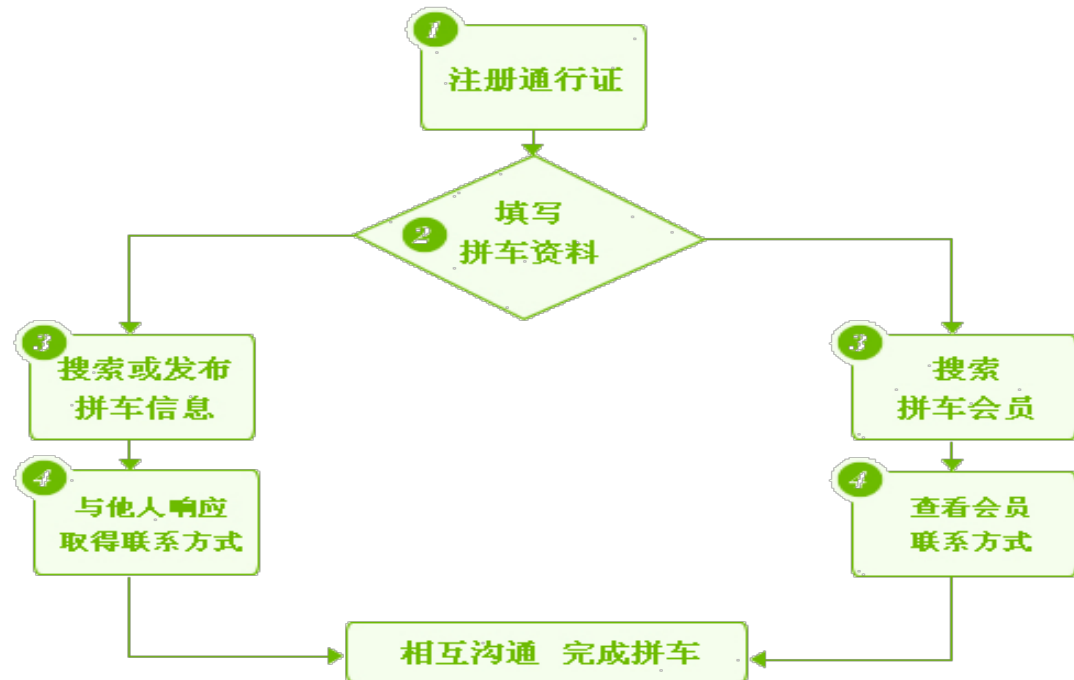 1
注册通行证
2
填写
拼车资料
3
搜索或发布
拼车信息
3
搜索
拼车会员
4
与他人响应
取得联系方式
4
查看会员
联系方式
相互沟通 完成拼车